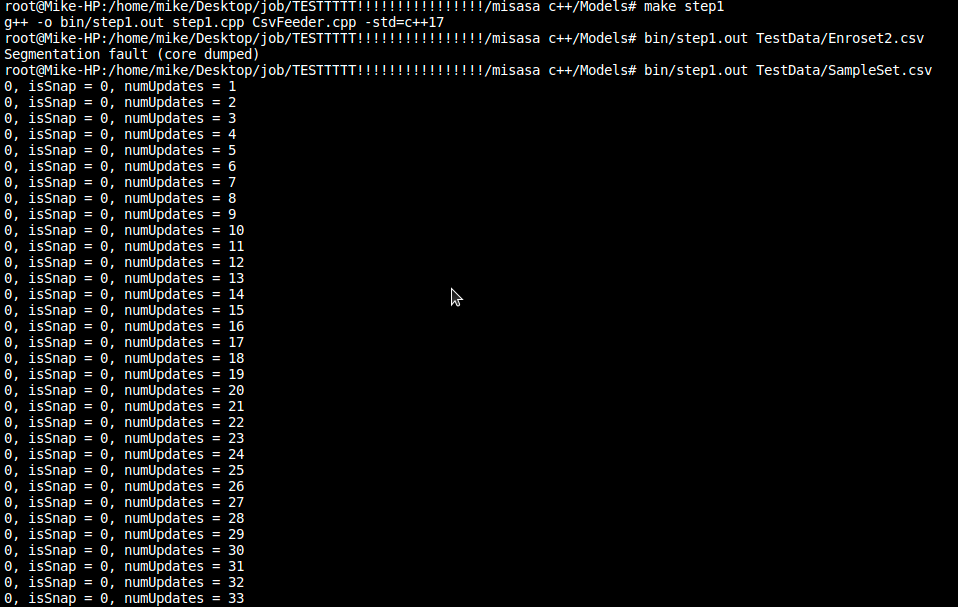 root@Mike-HP:/home/mike/Desktop/job/TESTTTTT!!!!!!!!!!!!!!!!/misasa c++/Models# make step1
g++ -o bin/step1.out step1.cpp CsvFeeder.cpp -std=c++17
root@Mike-HP:/home/mike/Desktop/job/TESTTTTT!!!!!!!!!!!!!!!!/misasa c++/Models# bin/step1.out TestData/Enroset2.csv
Segmentation fault (core dumped)
root@Mike-HP:/home/mike/Desktop/job/TESTTTTT!!!!!!!!!!!!!!!!/misasa c++/Models# bin/step1.out TestData/SampleSet.csv
0, isSnap = 0, numUpdates = 1
0, isSnap = 0, numUpdates = 2
0, isSnap = 0, numUpdates = 3
0, isSnap = 0, numUpdates = 4
0, isSnap = 0, numUpdates = 5
0, isSnap = 0, numUpdates = 6
0, isSnap = 0, numUpdates = 7
0, isSnap = 0, numUpdates = 8
0, isSnap = 0, numUpdates = 9
0, isSnap = 0, numUpdates = 10
0, isSnap = 0, numUpdates = 11
0, isSnap = 0, numUpdates = 12
0, isSnap = 0, numUpdates = 13
0, isSnap = 0, numUpdates = 14
0, isSnap = 0, numUpdates = 15
0, isSnap = 0, numUpdates = 16
0, isSnap = 0, numUpdates = 17
0, isSnap = 0, numUpdates = 18
0, isSnap = 0, numUpdates = 19
0, isSnap = 0, numUpdates = 20
0, isSnap = 0, numUpdates = 21
0, isSnap = 0, numUpdates = 22
0, isSnap = 0, numUpdates = 23
0, isSnap = 0, numUpdates = 24
0, isSnap = 0, numUpdates = 25
0, isSnap = 0, numUpdates = 26
0, isSnap = 0, numUpdates = 27
0, isSnap = 0, numUpdates = 28
0, isSnap = 0, numUpdates = 29
0, isSnap = 0, numUpdates = 30
0, isSnap = 0, numUpdates = 31
0, isSnap = 0, numUpdates = 32
0, isSnap = 0, numUpdates = 33